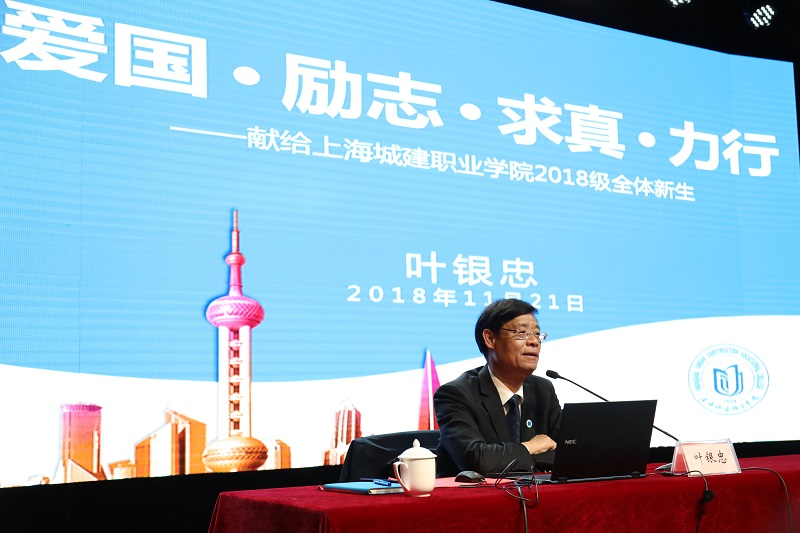 爱国·励志·求真·力行
——献给上海城建职业学院2018级全体新生
叶银忠
2018年11月21日
NEC
叶银忠